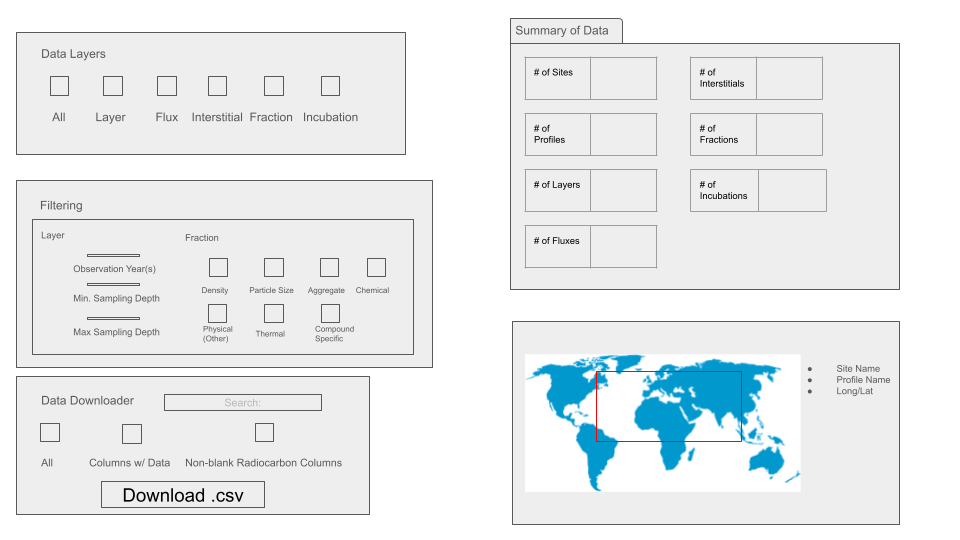 Data Layers
All
Layer
Flux
Interstitial
Fraction
Incubation
Filtering
Layer
Observation Year(s)
Min. Sampling Depth
Max Sampling Depth
Fraction
Density
Particle Size
Aggregate
Chemical
Physical
(Other)
Thermal
Compound
Specific
Data Downloader
Search:
All
Columns w/ Data
Non-blank Radiocarbon Columns
Download .csv
Summary of Data
# of Sites
# of
Interstitials
# of
Profiles
# of
Fractions
# of Layers
# of
Incubations
# of Fluxes
● Site Name
● Profile Name
● Long/Lat